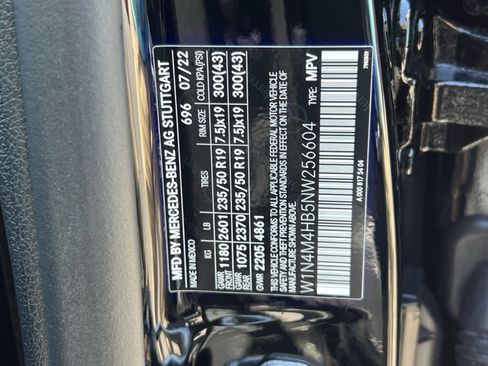 MFD BY MERCEDES-BENZ AG STUTTGART
MADE IN MEXICO 696 07/22
KG LB TIRES RIM SIZE COLD KPA(PSI)
GAWR FRONT 1180 2601 235/50 R19 7.5Jx19 300(43)
GAWR REAR 1075 2370 235/50 R19 7.5Jx19 300(43)
GVWR 2205 4861
THIS VEHICLE CONFORMS TO ALL APPLICABLE FEDERAL MOTOR VEHICLE
SAFETY, BUMPER, AND THEFT PREVENTION STANDARDS IN EFFECT ON THE DATE
OF MANUFACTURE SHOWN ABOVE.
W1N4M4HB5NW256604 TYPE: MPV
A 000 817 54 04